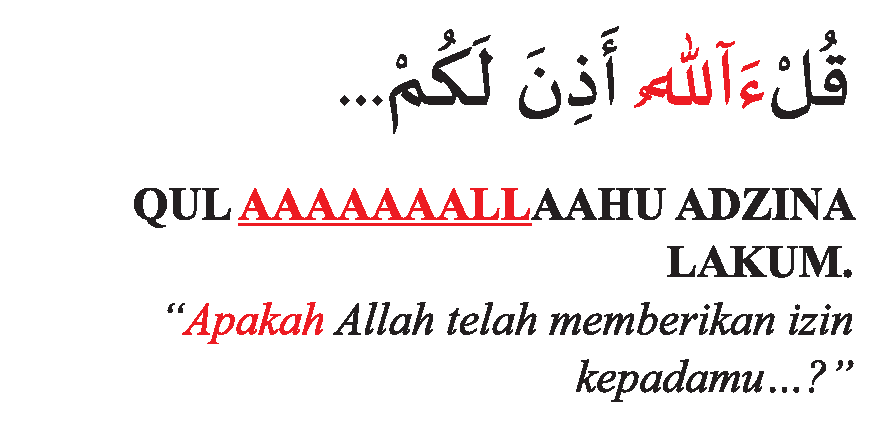 قُلْ ءَآللّٰهُ أَذِنَ لَكُمْ...
QUL AAAAAAALLAAHU ADZINA
LAKUM.
“Apakah Allah telah memberikan izin
kepadamu…?”